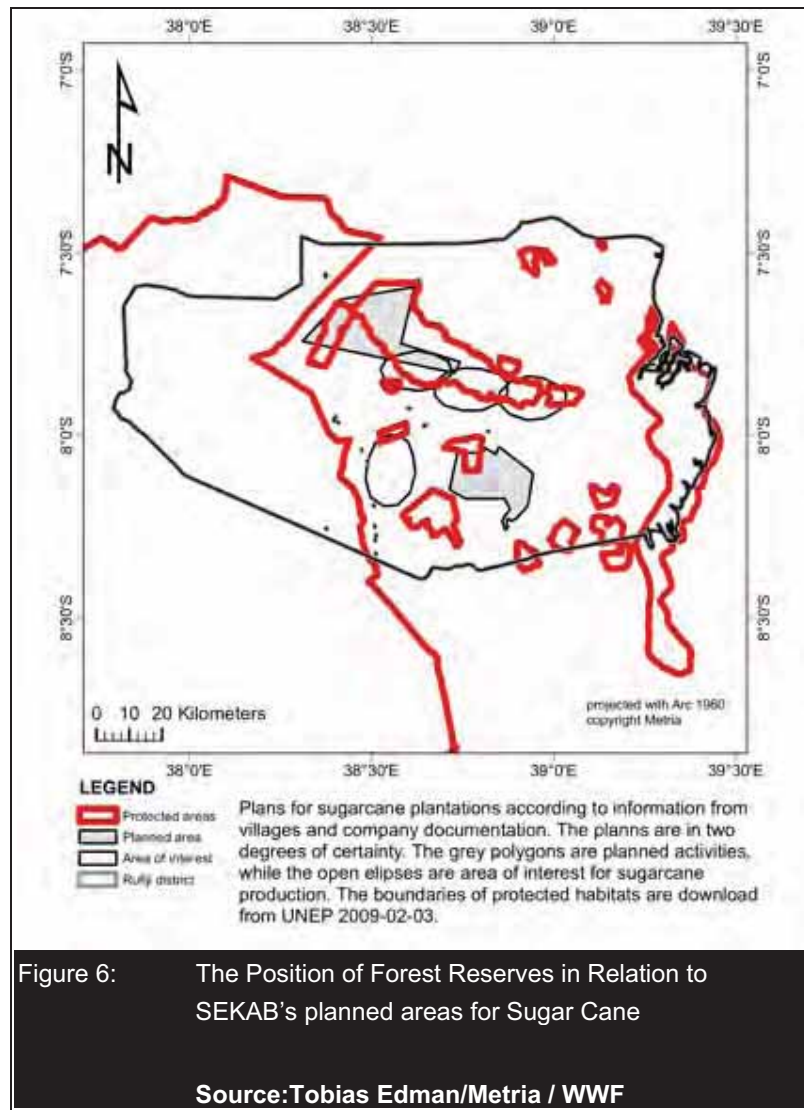 38°0'E 38°30'E 39°0'E 39°30'E
7°0'S 7°0'S
N
7°30'S 7°30'S
8°0'S 8°0'S
8°30'S 8°30'S
0 10 20 Kilometers
projected with Arc 1960
copyright Metria
38°0'E 38°30'E 39°0'E 39°30'E
LEGEND
Protected areas
Planned area
Area of interest
Rufiji district
Plans for sugarcane plantations according to information from
villages and company documentation. The planns are in two
degrees of certainty. The grey polygons are planned activities,
while the open elipses are area of interest for sugarcane
production. The boundaries of protected habitats are download
from UNEP 2009-02-03.
Figure 6: The Position of Forest Reserves in Relation to
SEKAB's planned areas for Sugar Cane
Source:Tobias Edman/Metria / WWF